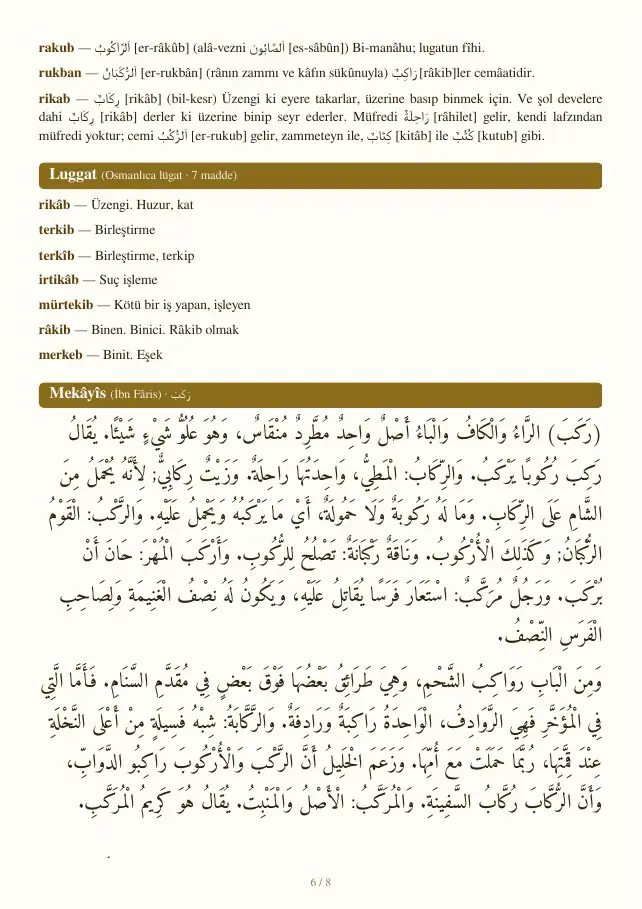 rakub — اَلرَّاكُوبُ [er-râkûb] (alâ-vezni اَلصَّابُون [es-sâbûn]) Bi-manâhu; lugatun fîhi.
rukban — اَلرُّكْبَانُ [er-rukbân] (rânın zammı ve kâfın sükûnuyla) رَاكِبٌ [râkib]ler cemâatidir.
rikab — رِكَابٌ [rikâb] (bil-kesr) Üzengi ki eyere takarlar, üzerine basıp binmek için. Ve şol develere
dahi رِكَابٌ [rikâb] derler ki üzerine binip seyr ederler. Müfredi رَاحِلَةٌ [râhilet] gelir, kendi lafzından
müfredi yoktur; cemi اَلرُّكُبُ [er-rukub] gelir, zammeteyn ile, كِتَابٌ [kitâb] ile كُتُبٌ [kutub] gibi.
Luggat (Osmanlıca lügat · 7 madde)
rikâb — Üzengi. Huzur, kat
terkib — Birleştirme
terkîb — Birleştirme, terkip
irtikâb — Suç işleme
mürtekib — Kötü bir iş yapan, işleyen
râkib — Binen. Binici. Râkib olmak
merkeb — Binit. Eşek
Mekâyîs (İbn Fâris) · رَكَبَ
(رَكَبَ) الرَّاءُ وَالْكَافُ وَالْبَاءُ أَصْلٌ وَاحِدٌ مُطَّرِدٌ مُنْقَاسٌ، وَهُوَ عُلُوُّ شَيْءٍ شَيْئًا. يُقَالُ
رَكِبَ رُكُوبًا يَرْكَبُ. وَالرِّكَابُ: الْمَطِيُّ، وَاحِدَتُهَا رَاحِلَةٌ. وَزَيْتٌ رِكَابِيٌّ; لِأَنَّهُ يُحْمَلُ مِنَ
الشَّامِ عَلَى الرِّكَابِ. وَمَا لَهُ رَكُوبَةٌ وَلَا حَمُولَةٌ، أَيْ مَا يَرْكَبُهُ وَيَحْمِلُ عَلَيْهِ. وَالرَّكْبُ: الْقَوْمُ
الرُّكْبَانُ; وَكَذَلِكَ الْأُرْكُوبُ. وَنَاقَةٌ رَكْبَانَةٌ: تَصْلُحُ لِلرُّكُوبِ. وَأَرْكَبَ الْمُهْرَ: حَانَ أَنْ
يُرْكَبَ. وَرَجُلٌ مُرَكَّبٌ: اسْتَعَارَ فَرَسًا يُقَاتِلُ عَلَيْهِ، وَيَكُونُ لَهُ نِصْفُ الْغَنِيمَةِ وَلِصَاحِبِ
الْفَرَسِ النِّصْفُ.
وَمِنَ الْبَابِ رَوَاكِبُ الشَّحْمِ، وَهِيَ طَرَائِقُ بَعْضُهَا فَوْقَ بَعْضٍ فِي مُقَدَّمِ السَّنَامِ. فَأَمَّا الَّتِي
فِي الْمُؤَخَّرِ فَهِيَ الرَّوَادِفُ، الْوَاحِدَةُ رَاكِبَةٌ وَرَادِفَةٌ. وَالرَّكَّابَةُ: شِبْهُ فَسِيلَةٍ مِنْ أَعْلَى النَّخْلَةِ
عِنْدَ قِمَّتِهَا، رُبَّمَا حَمَلَتْ مَعَ أُمِّهَا. وَزَعَمَ الْخَلِيلُ أَنَّ الرَّكْبَ وَالْأُرْكُوبَ رَاكِبُو الدَّوَابِّ،
وَأَنَّ الرُّكَّابَ رُكَّابُ السَّفِينَةِ. وَالْمُرَكَّبُ: الْأَصْلُ وَالْمَنْبِتُ. يُقَالُ هُوَ كَرِيمُ الْمُرَكَّبِ.
6 / 8